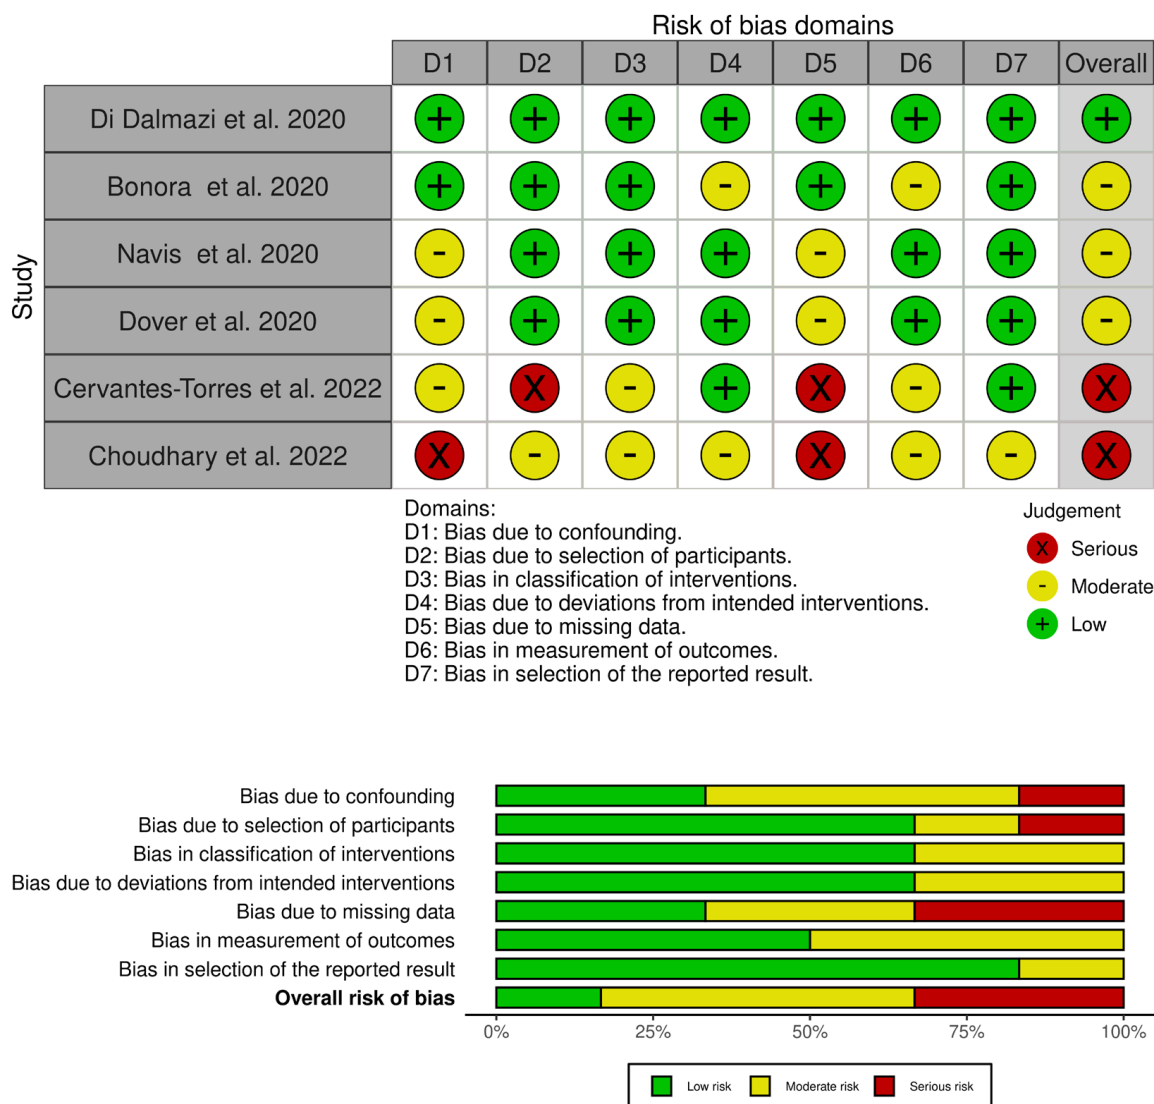 Risk of bias domains
D1 D2 D3 D4 D5 D6 D7 Overall
Study
Di Dalmazi et al. 2020 + + + + + + + +
Bonora et al. 2020 + + + - + - + -
Navis et al. 2020 - + + + - + + -
Dover et al. 2020 - + + + - + + -
Cervantes-Torres et al. 2022 - X - + X - + X
Choudhary et al. 2022 X - - - X - - X
Domains:
D1: Bias due to confounding.
D2: Bias due to selection of participants.
D3: Bias in classification of interventions.
D4: Bias due to deviations from intended interventions.
D5: Bias due to missing data.
D6: Bias in measurement of outcomes.
D7: Bias in selection of the reported result.
Judgement
X Serious
- Moderate
+ Low
Bias due to confounding
Bias due to selection of participants
Bias in classification of interventions
Bias due to deviations from intended interventions
Bias due to missing data
Bias in measurement of outcomes
Bias in selection of the reported result
Overall risk of bias
0% 25% 50% 75% 100%
Low risk Moderate risk Serious risk